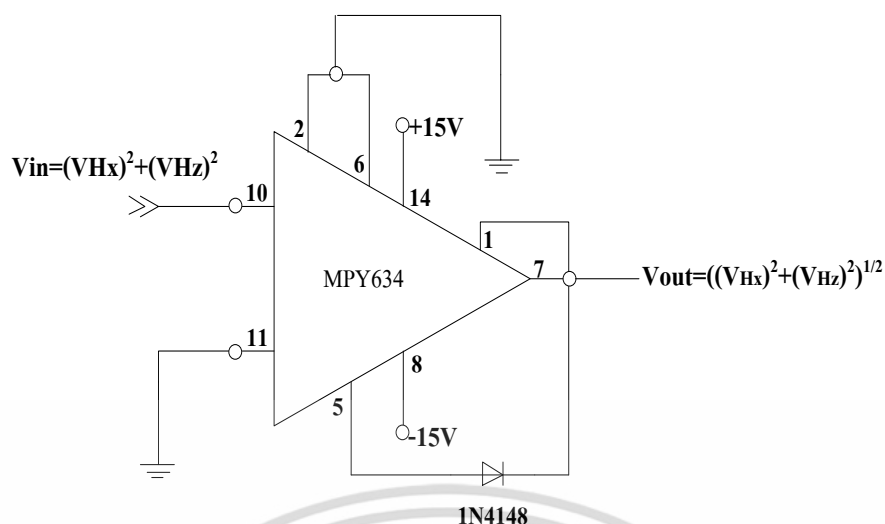 2
+15V
Vin=(VHx)²+(VHz)²
6
10
14
1
MPY634
7
Vout=((VHx)²+(VHz)²)¹/²
11
8
5
-15V
1N4148